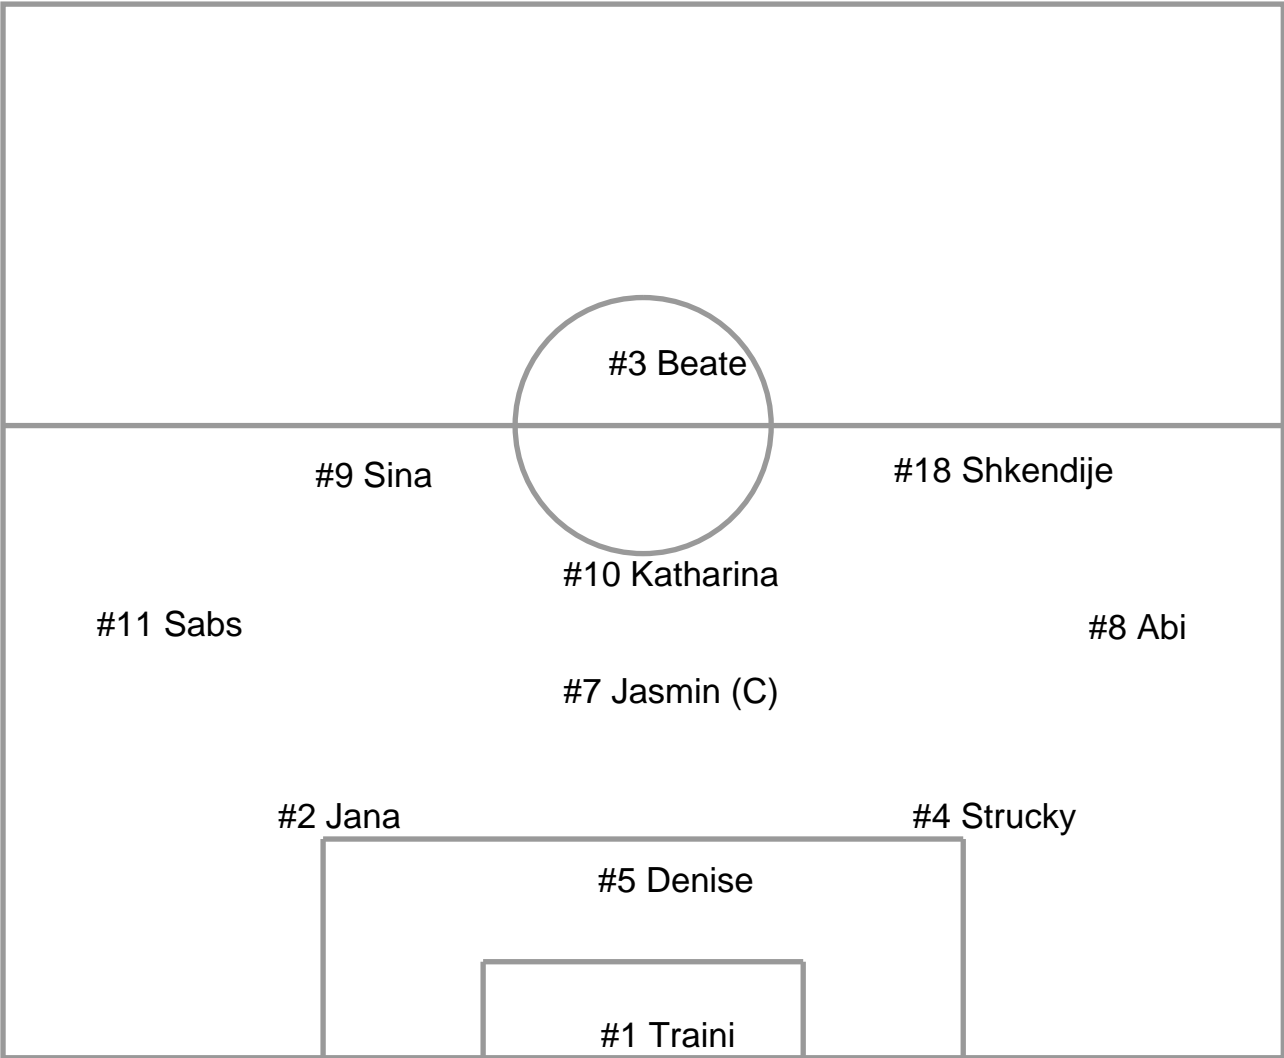 #3 Beate
#9 Sina
#18 Shkendije
#10 Katharina
#11 Sabs
#8 Abi
#7 Jasmin (C)
#2 Jana
#4 Strucky
#5 Denise
#1 Traini